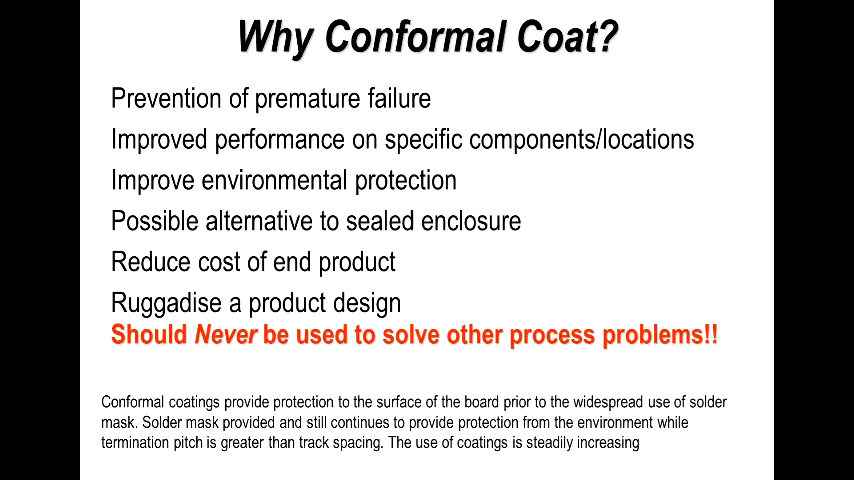 Why Conformal Coat?
Prevention of premature failure
Improved performance on specific components/locations
Improve environmental protection
Possible alternative to sealed enclosure
Reduce cost of end product
Ruggadise a product design
Should Never be used to solve other process problems!!
Conformal coatings provide protection to the surface of the board prior to the widespread use of solder
mask. Solder mask provided and still continues to provide protection from the environment while
termination pitch is greater than track spacing. The use of coatings is steadily increasing